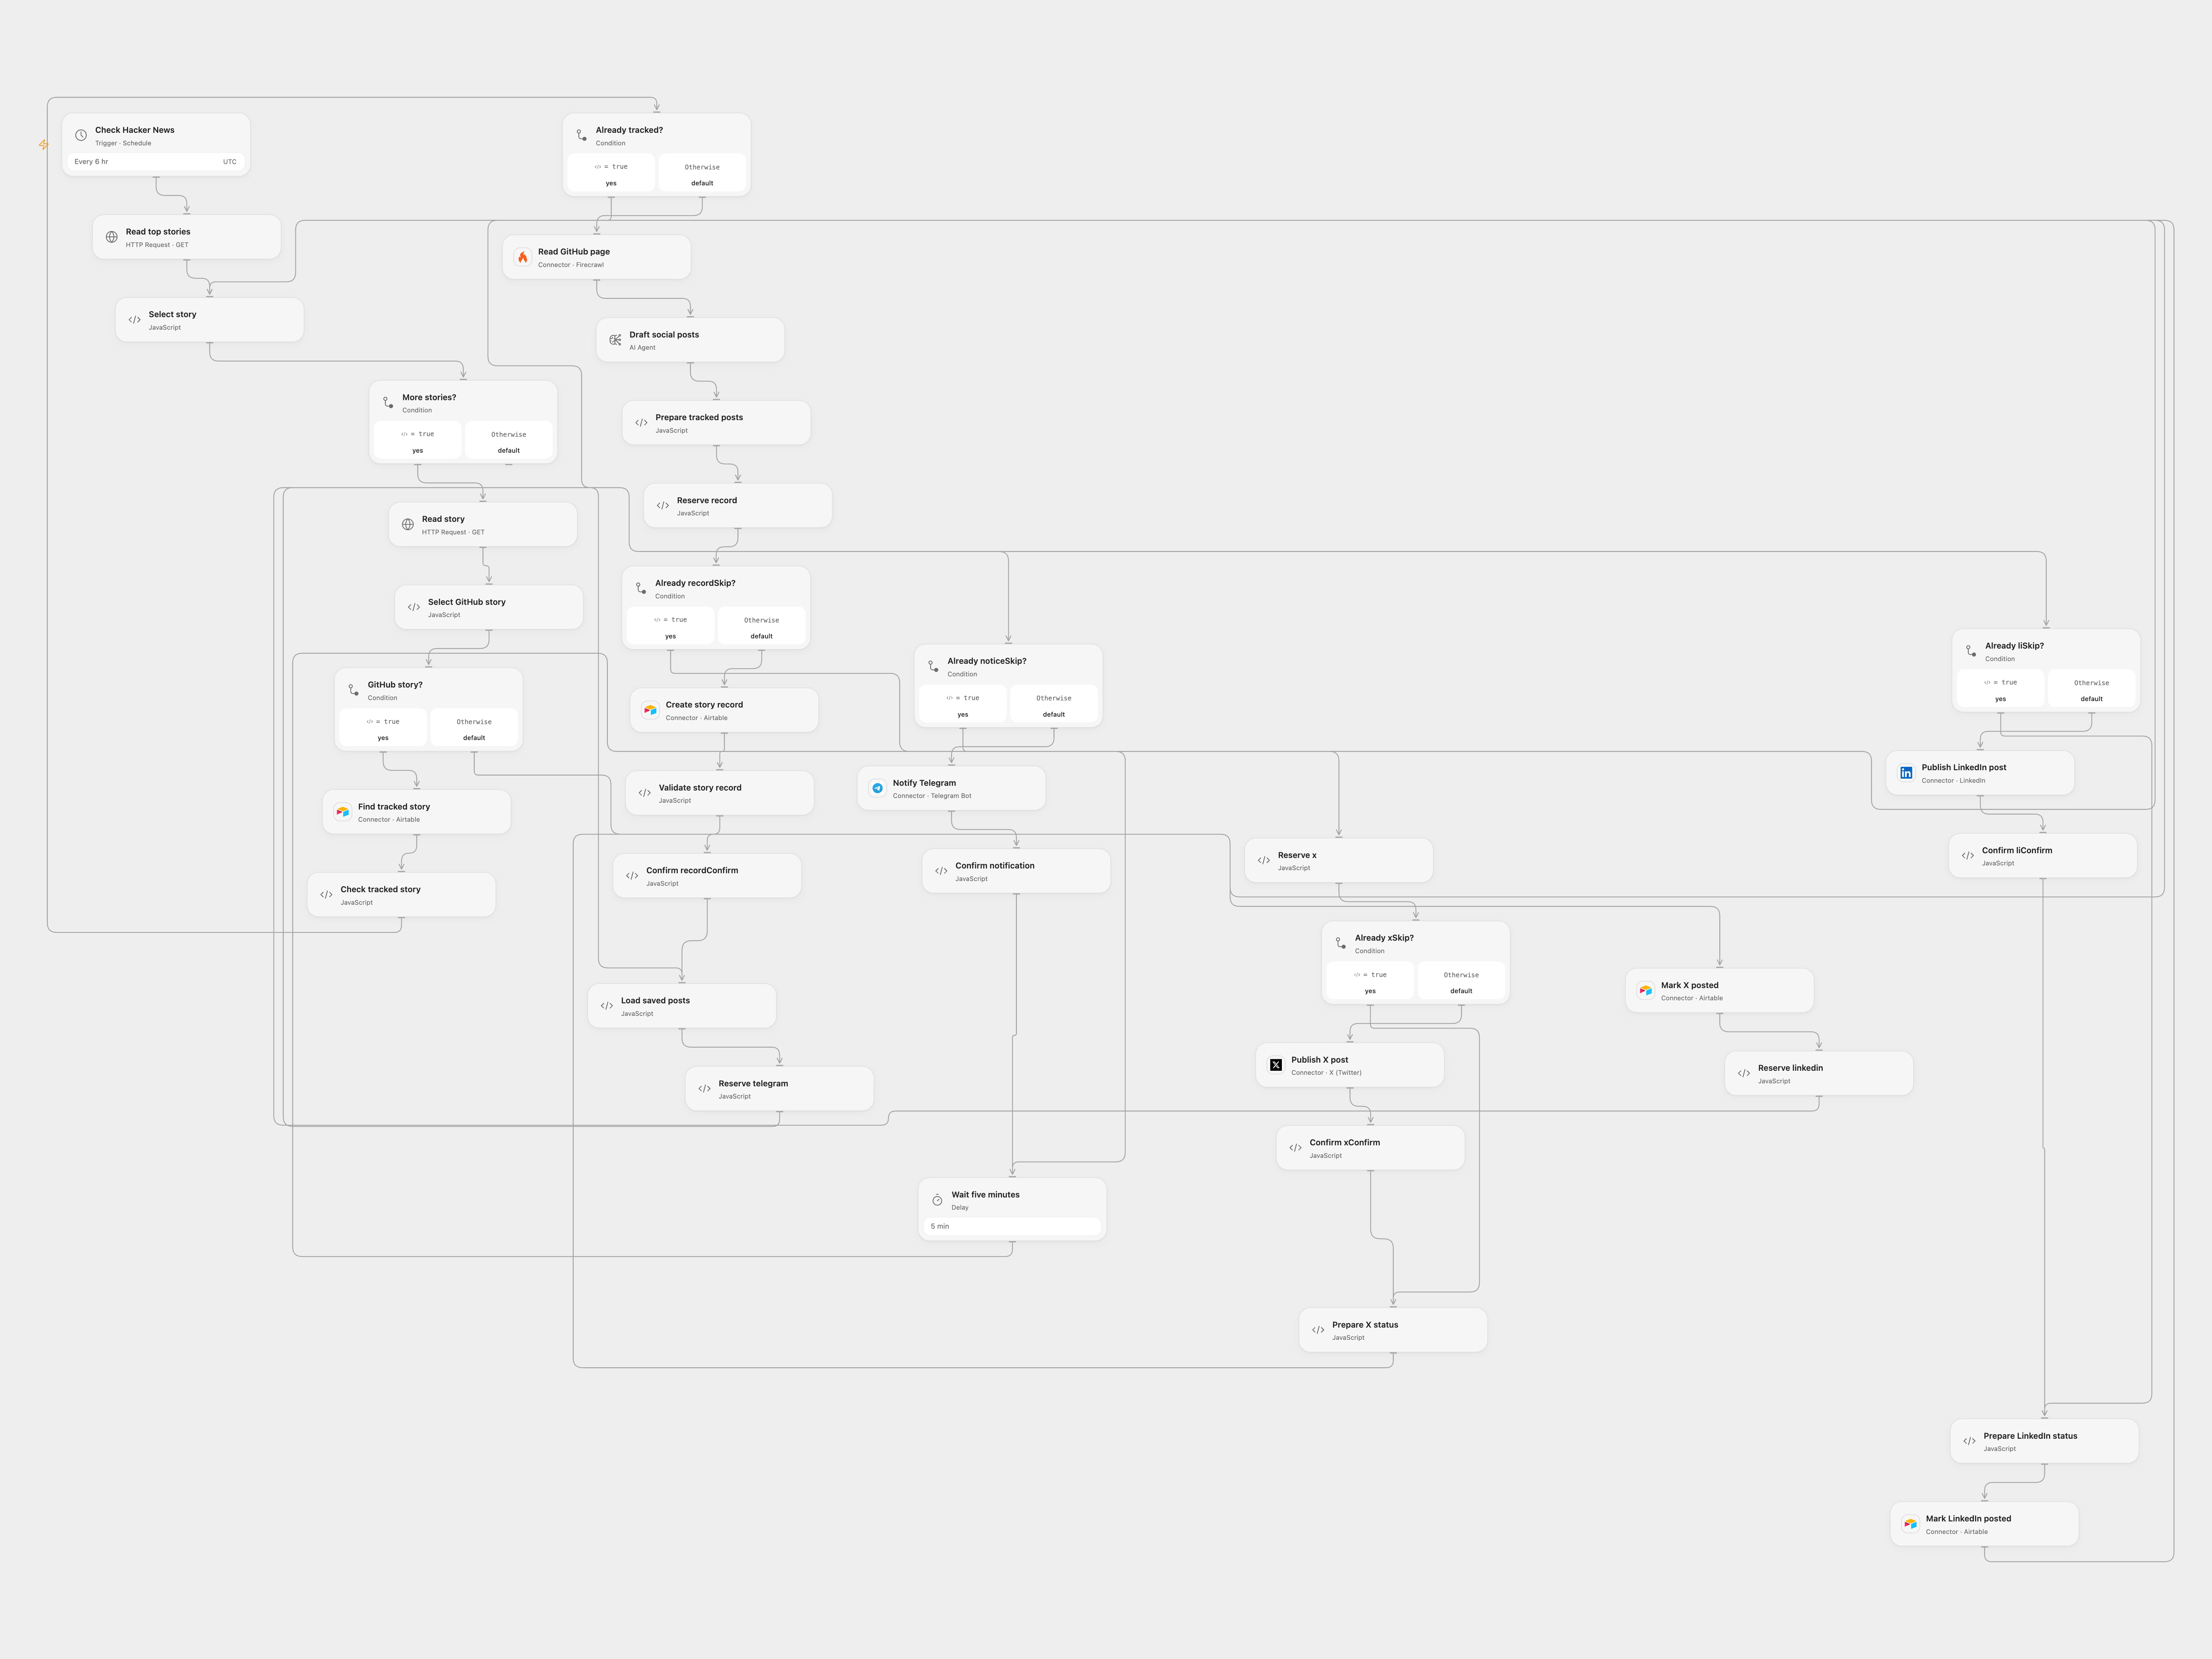 Check Hacker News
Trigger · Schedule
Every 6 hr
UTC
Read top stories
HTTP Request · GET
Select story
JavaScript
More stories?
Condition
</> = true
Otherwise
yes
default
Read story
HTTP Request · GET
Select GitHub story
JavaScript
GitHub story?
Condition
</> = true
Otherwise
yes
default
Find tracked story
Connector · Airtable
Check tracked story
JavaScript
Already tracked?
Condition
</> = true
Otherwise
yes
default
Read GitHub page
Connector · Firecrawl
Draft social posts
AI Agent
Prepare tracked posts
JavaScript
Reserve record
JavaScript
Already recordSkip?
Condition
</> = true
Otherwise
yes
default
Create story record
Connector · Airtable
Validate story record
JavaScript
Confirm recordConfirm
JavaScript
Load saved posts
JavaScript
Reserve telegram
JavaScript
Already noticeSkip?
Condition
</> = true
Otherwise
yes
default
Notify Telegram
Connector · Telegram Bot
Confirm notification
JavaScript
Wait five minutes
Delay
5 min
Reserve x
JavaScript
Already xSkip?
Condition
</> = true
Otherwise
yes
default
Publish X post
Connector · X (Twitter)
Confirm xConfirm
JavaScript
Prepare X status
JavaScript
Mark X posted
Connector · Airtable
Reserve linkedin
JavaScript
Already liSkip?
Condition
</> = true
Otherwise
yes
default
Publish LinkedIn post
Connector · LinkedIn
Confirm liConfirm
JavaScript
Prepare LinkedIn status
JavaScript
Mark LinkedIn posted
Connector · Airtable